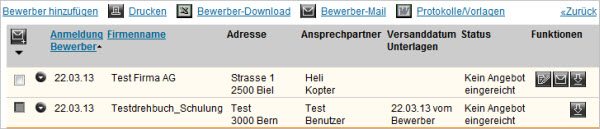 Bewerber hinzufügen Drucken Bewerber-Download Bewerber-Mail Protokolle/Vorlagen «Zurück
Anmeldung Bewerber Firmenname Adresse Ansprechpartner Versanddatum Unterlagen Status Funktionen
22.03.13 Test Firma AG Strasse 1 Heli Kein Angebot
2500 Biel Kopter eingereicht
22.03.13 Testdrehbuch_Schulung Test Test 22.03.13 vom Kein Angebot
3000 Bern Benutzer Bewerber eingereicht